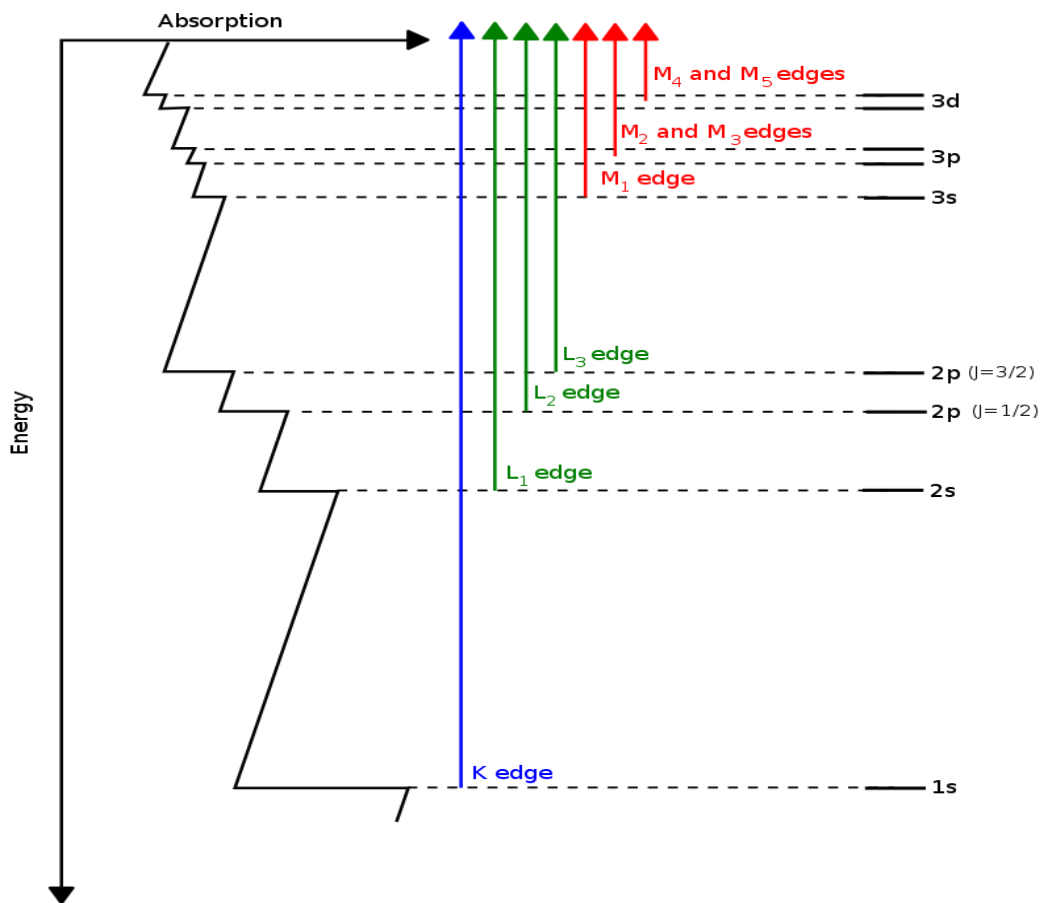 Absorption
M4 and M5 edges
3d
M2 and M3 edges
3p
M1 edge
3s
L3 edge
2p (J=3/2)
L2 edge
2p (J=1/2)
Energy
L1 edge
2s
K edge
1s